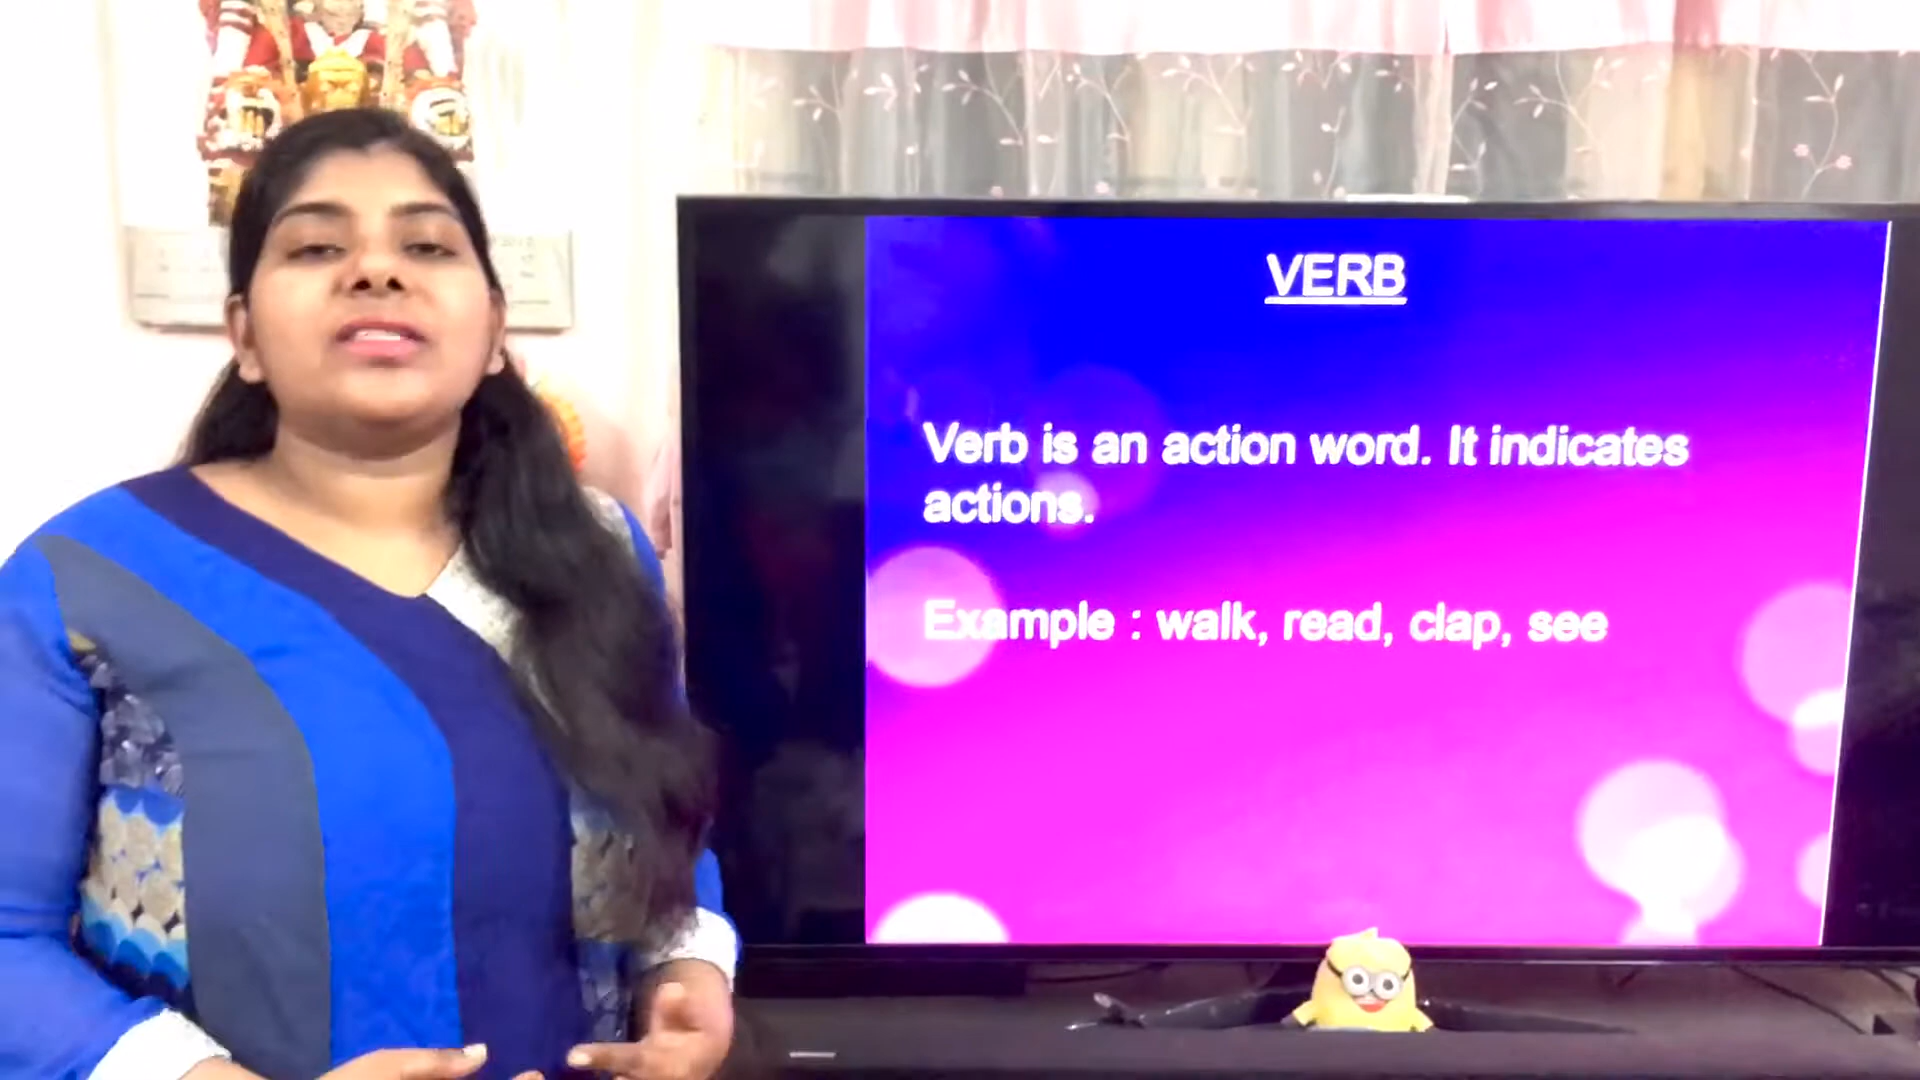 VERB
Verb is an action word. It indicates
actions.
Example : walk, read, clap, see